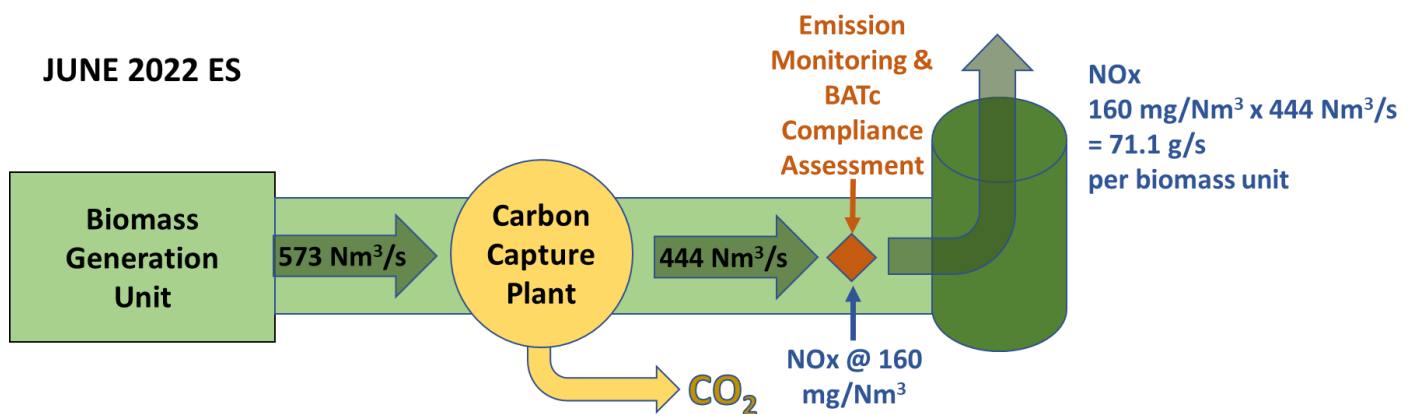 JUNE 2022 ES
Biomass
Generation
Unit
573 Nm³/s
Carbon
Capture
Plant
CO₂
444 Nm³/s
Emission
Monitoring &
BATc
Compliance
Assessment
NOx @ 160
mg/Nm³
NOx
160 mg/Nm³ x 444 Nm³/s
= 71.1 g/s
per biomass unit